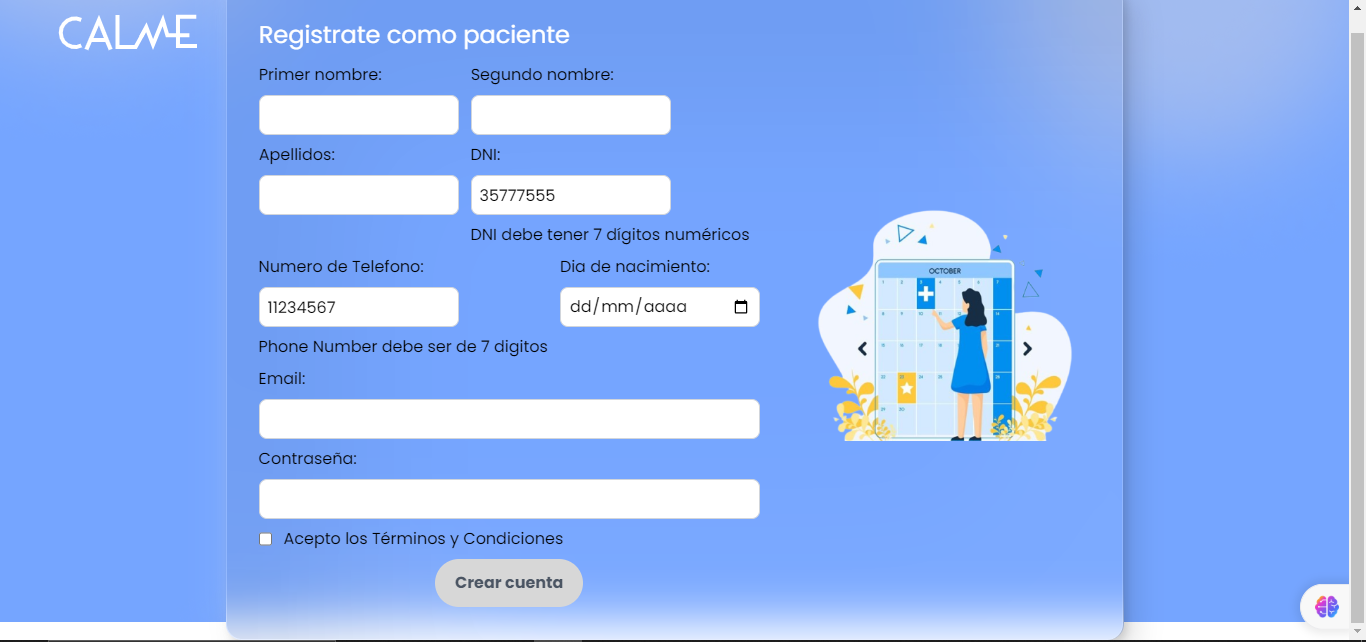 CALME
Registrate como paciente
Primer nombre: Segundo nombre:
Apellidos: DNI:
35777555
DNI debe tener 7 dígitos numéricos
Numero de Telefono: Dia de nacimiento:
11234567 dd/mm/aaaa
Phone Number debe ser de 7 digitos
Email:
Contraseña:
Acepto los Términos y Condiciones
Crear cuenta
OCTOBER